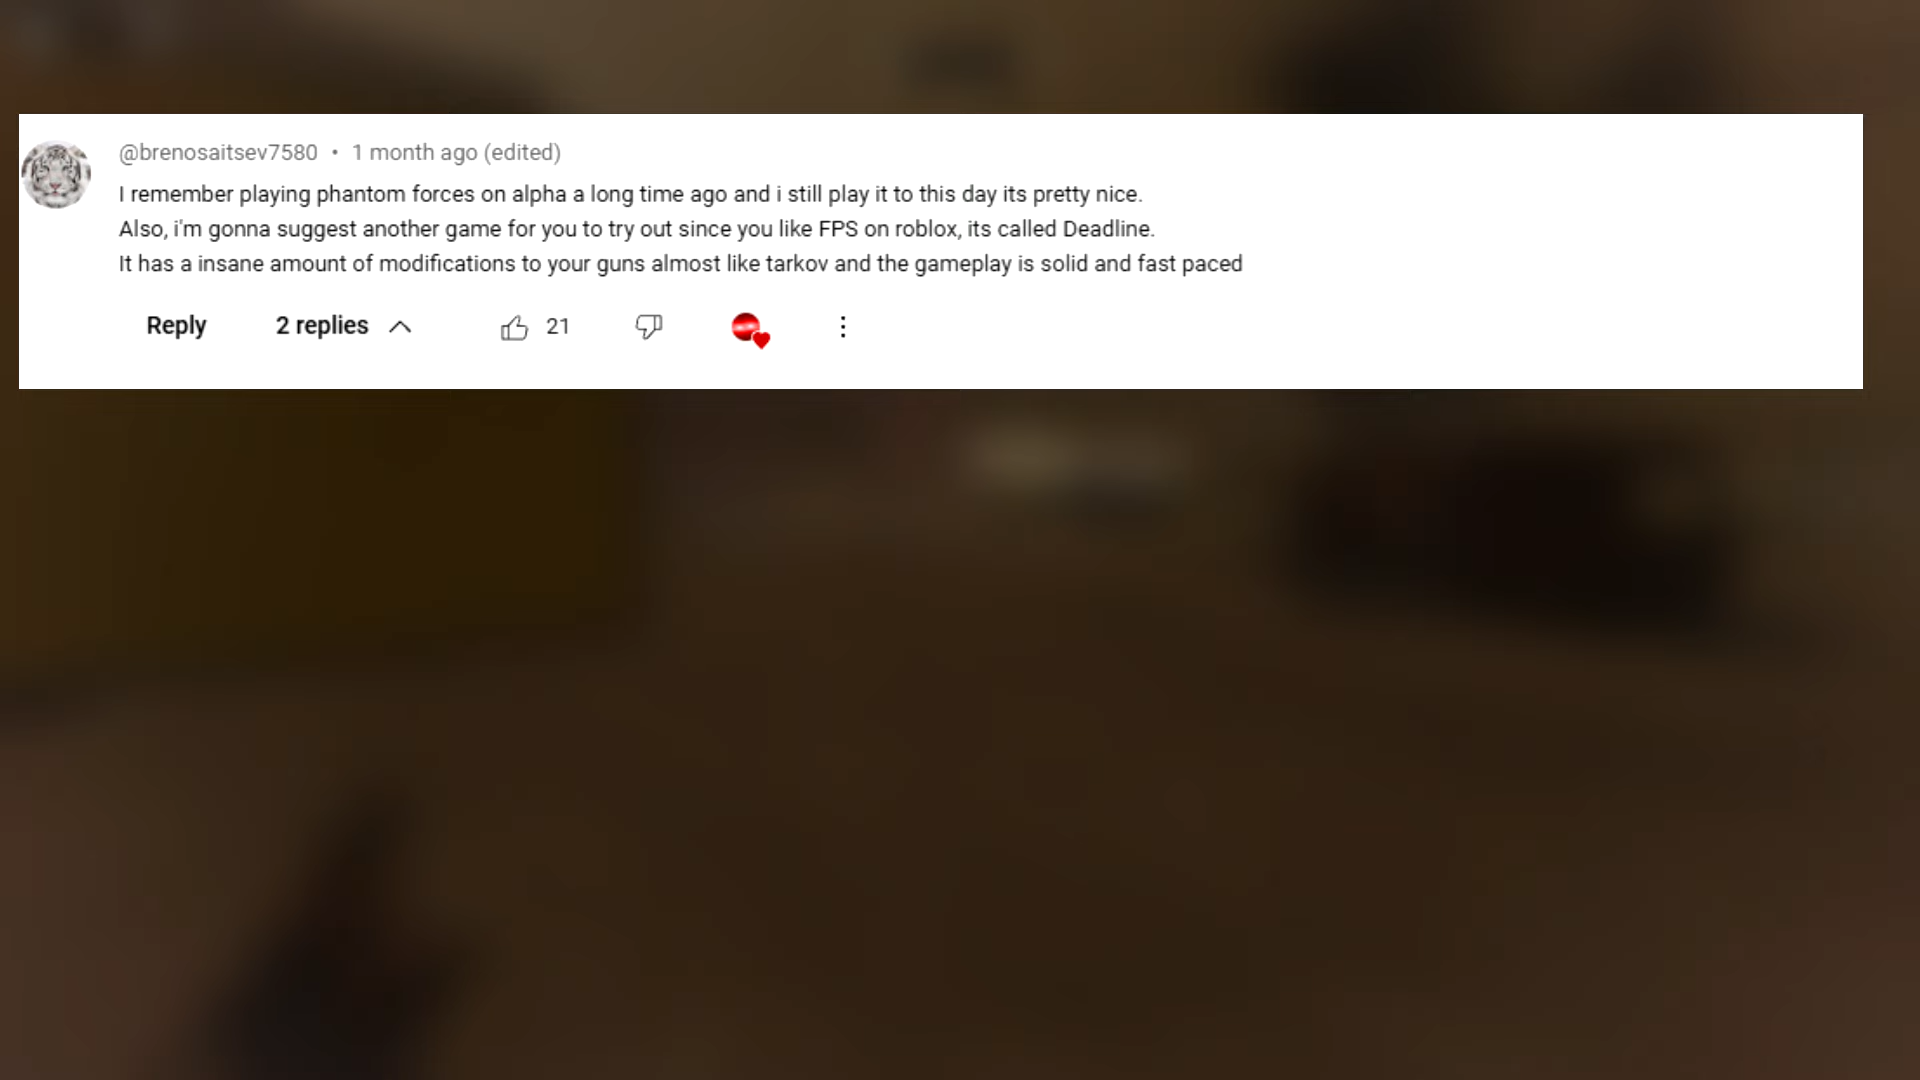 @brenosaitsev7580 • 1 month ago (edited)
I remember playing phantom forces on alpha a long time ago and i still play it to this day its pretty nice.
Also, i'm gonna suggest another game for you to try out since you like FPS on roblox, its called Deadline.
It has a insane amount of modifications to your guns almost like tarkov and the gameplay is solid and fast paced
Reply 2 replies 21